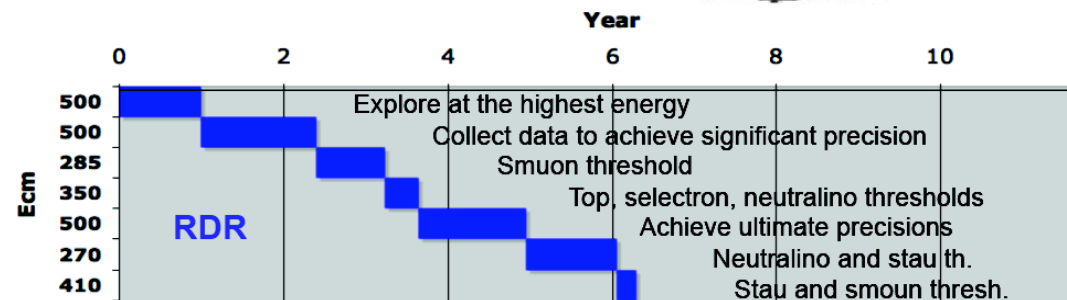 Year
0 2 4 6 8 10
500 Explore at the highest energy
500 Collect data to achieve significant precision
285 Smuon threshold
350 Top, selectron, neutralino thresholds
500 Achieve ultimate precisions
270 Neutralino and stau th.
410 Stau and smoun thresh.
Ecm
RDR